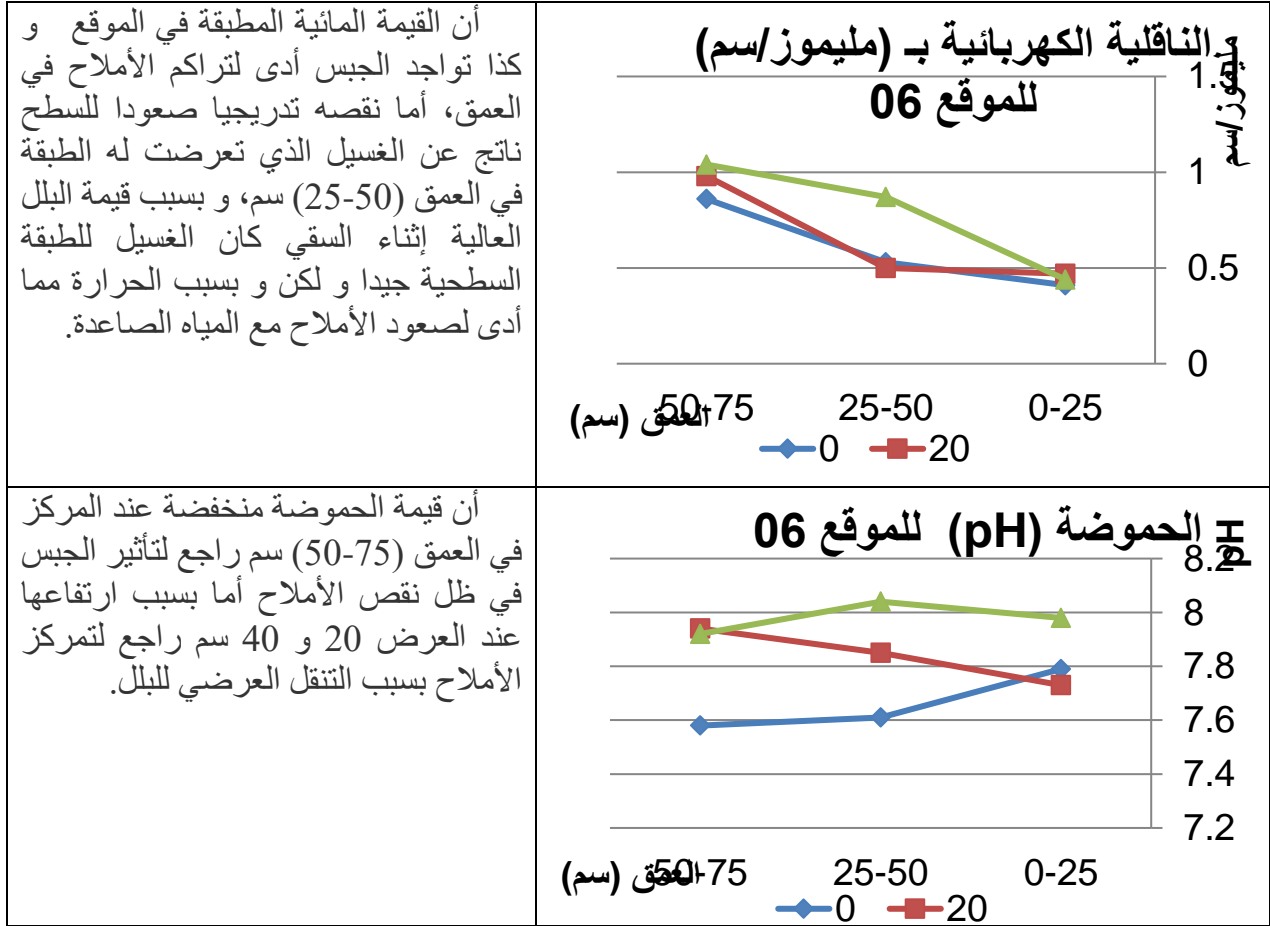 أن القيمة المائية المطبقة في الموقع و
كذا تواجد الجبس أدى لتراكم الأملاح في
العمق، أما نقصه تدريجيا صعودا للسطح
ناتج عن الغسيل الذي تعرضت له الطبقة
في العمق (25-50) سم، و بسبب قيمة البلل
العالية إثناء السقي كان الغسيل للطبقة
السطحية جيدا و لكن و بسبب الحرارة مما
أدى لصعود الأملاح مع المياه الصاعدة.
الناقلية الكهربائية بـ (مليموز/سم)
للموقع 06
مليموز/سم
1.5
1
0.5
0
50-75 25-50 0-25
العمق (سم)
0 20
أن قيمة الحموضة منخفضة عند المركز
في العمق (50-75) سم راجع لتأثير الجبس
في ظل نقص الأملاح أما بسبب ارتفاعها
عند العرض 20 و 40 سم راجع لتمركز
الأملاح بسبب التنقل العرضي للبلل.
الحموضة (pH) للموقع 06
pH
8.2
8
7.8
7.6
7.4
7.2
50-75 25-50 0-25
العمق (سم)
0 20